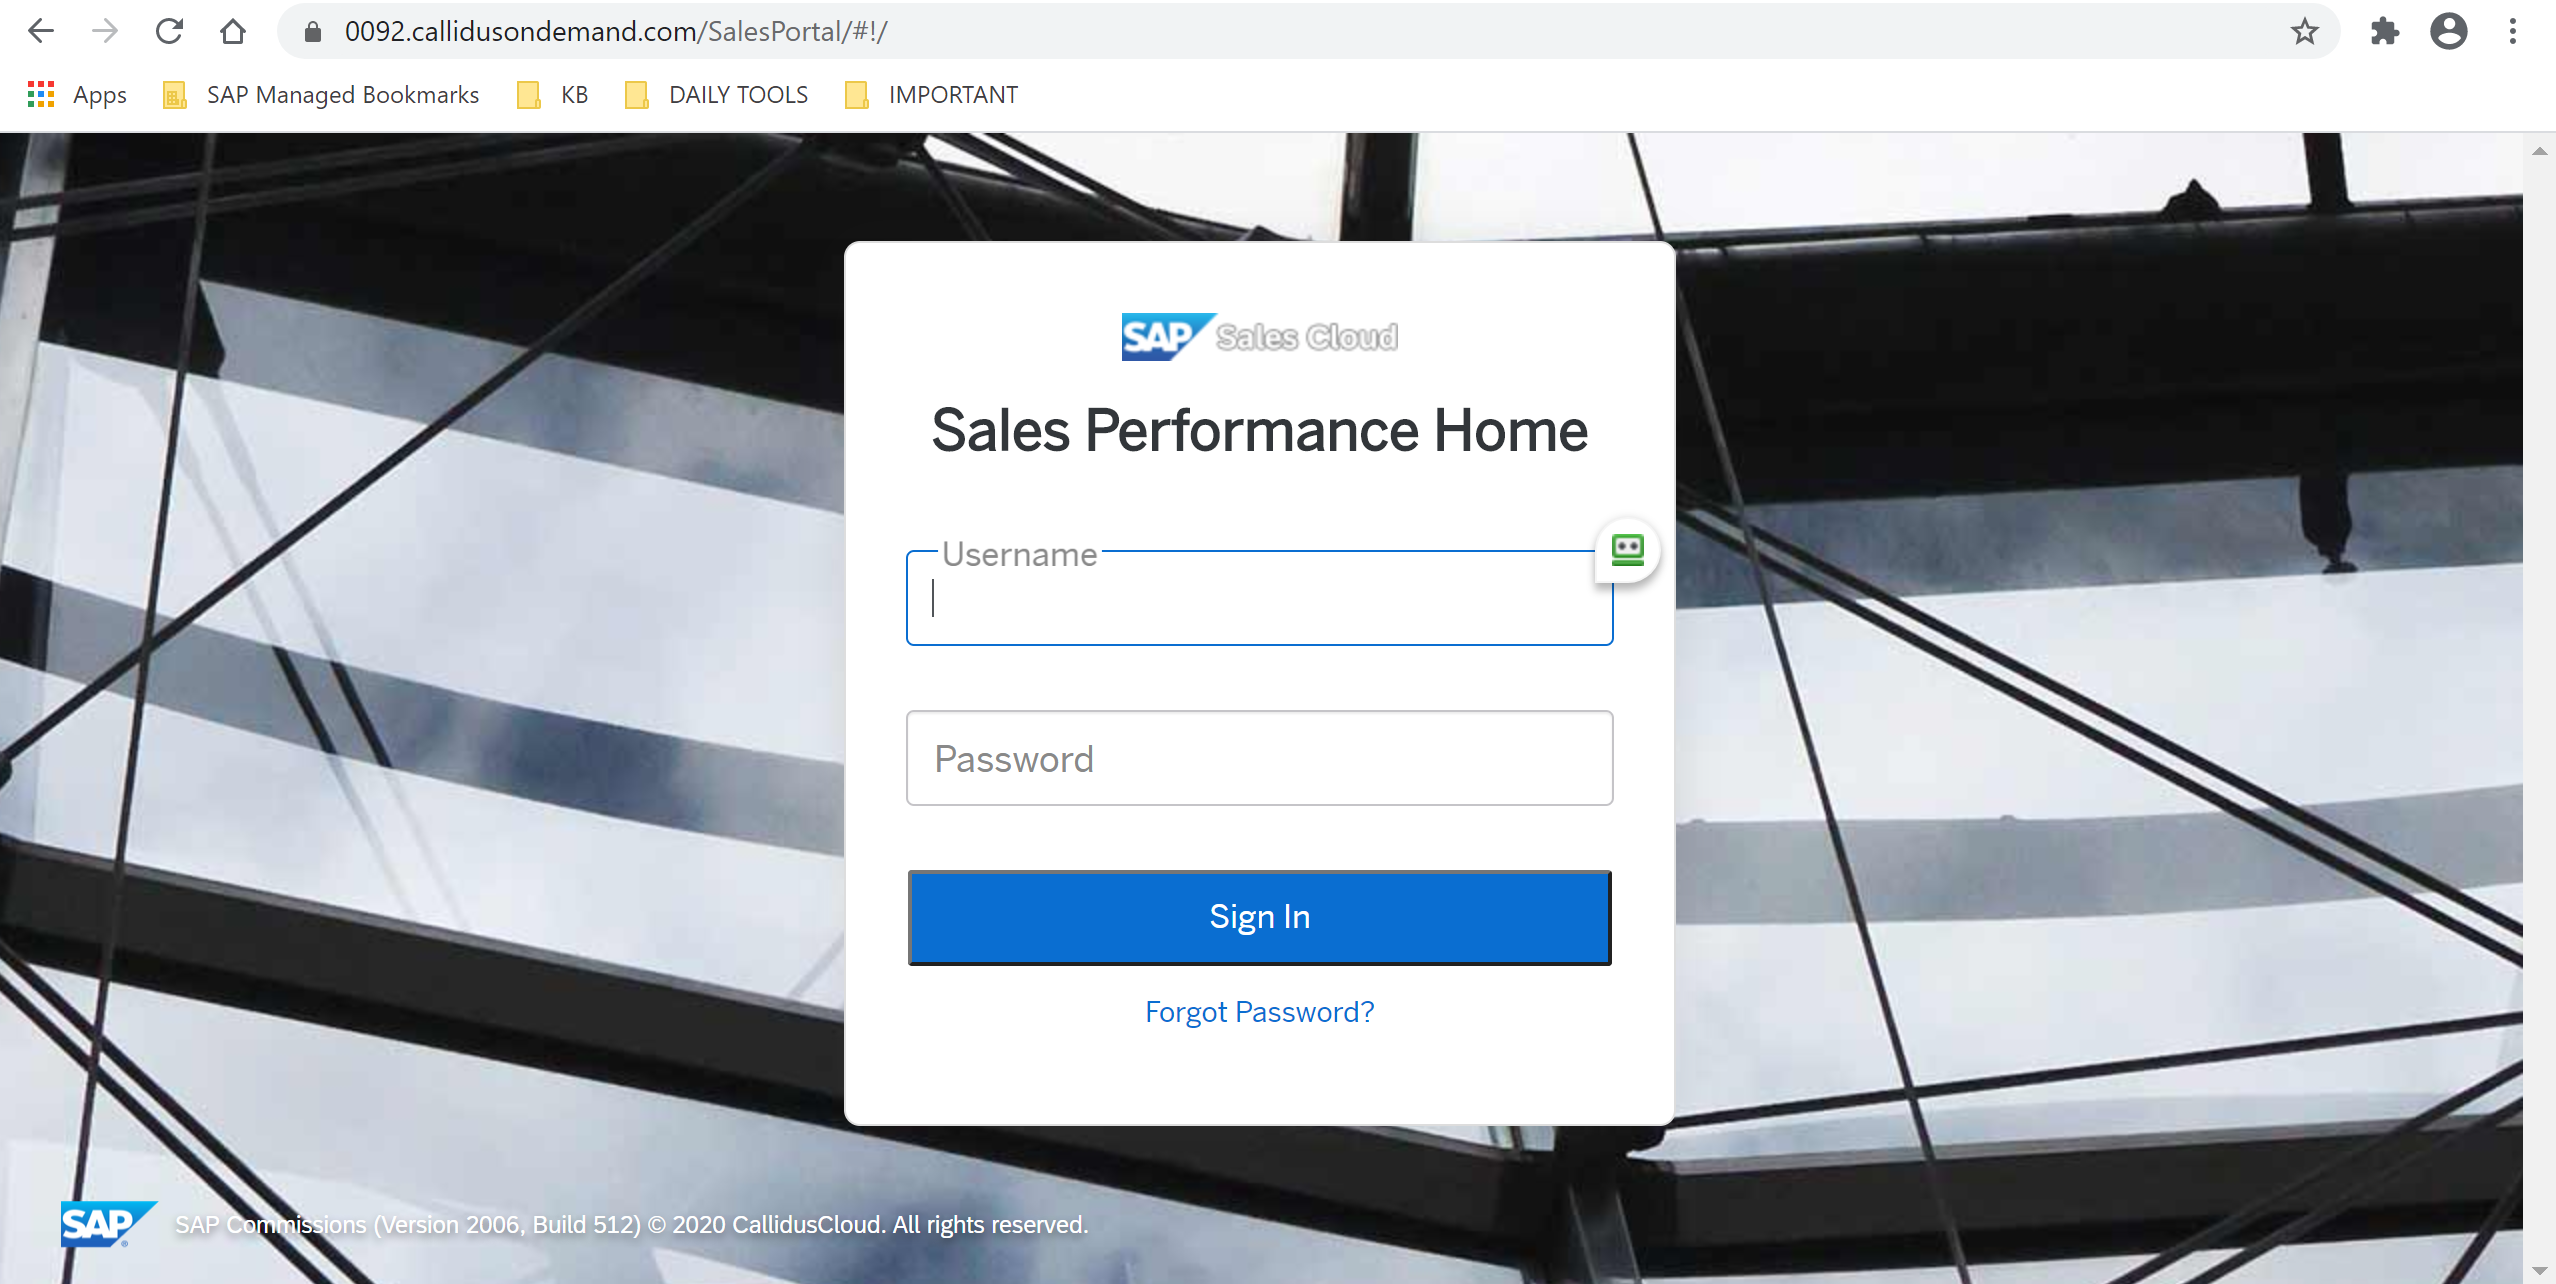 0092.callidusondemand.com/SalesPortal/#!/
Apps SAP Managed Bookmarks KB DAILY TOOLS IMPORTANT
SAP Sales Cloud
Sales Performance Home
Username
Password
Sign In
Forgot Password?
SAP® SAP Commissions (Version 2006, Build 512) © 2020 CallidusCloud. All rights reserved.